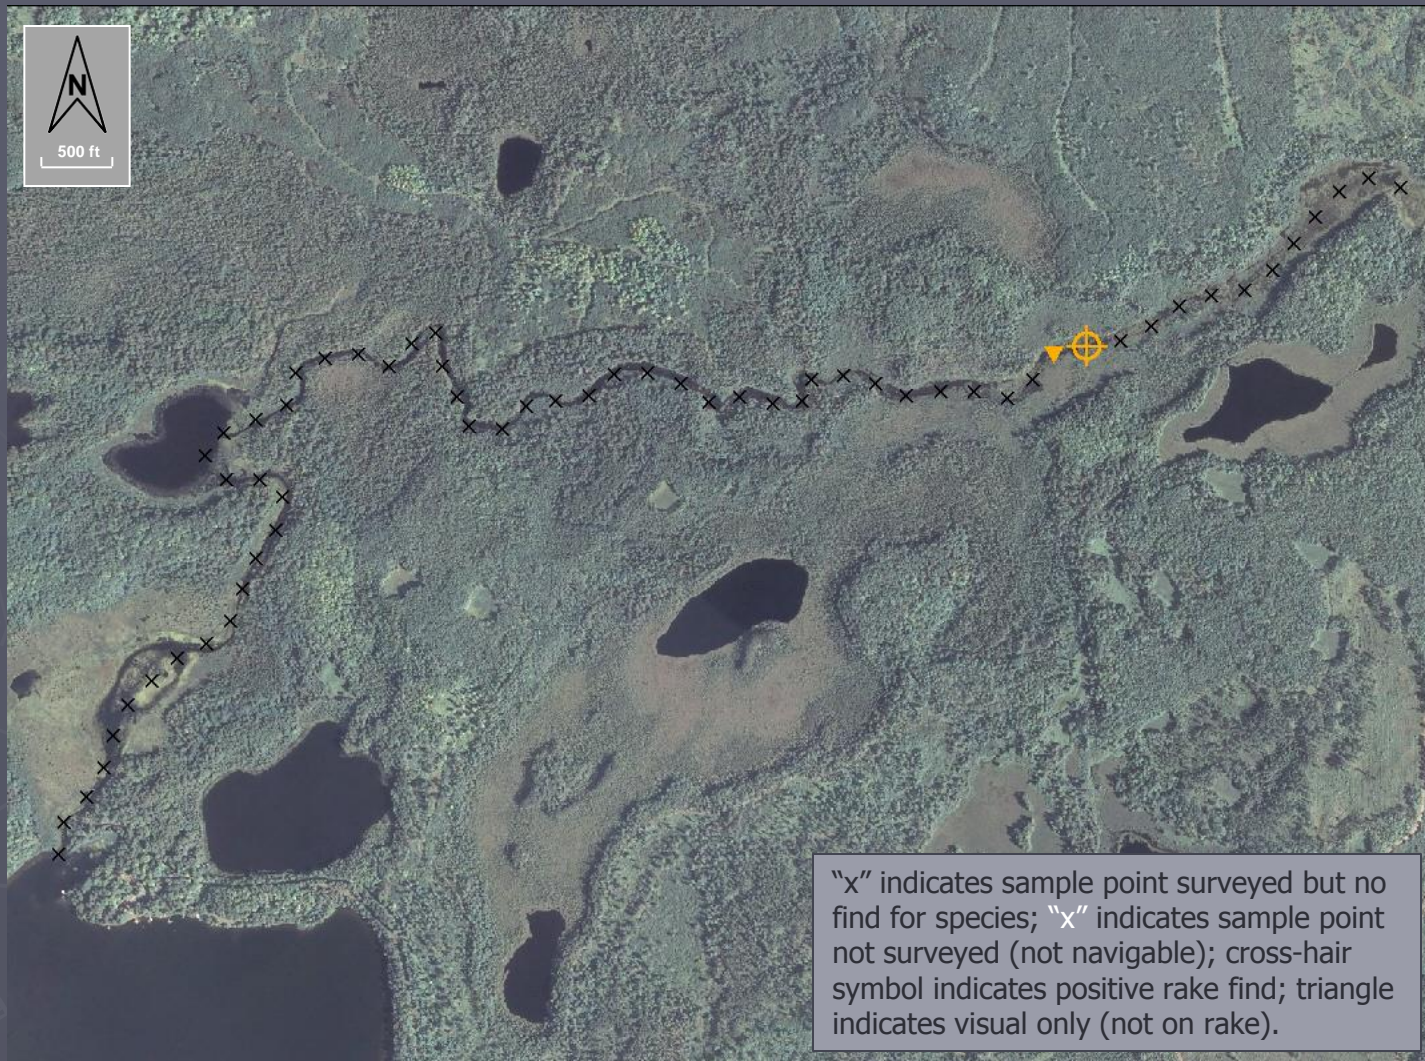 N
500 ft
“x” indicates sample point surveyed but no
find for species; “x” indicates sample point
not surveyed (not navigable); cross-hair
symbol indicates positive rake find; triangle
indicates visual only (not on rake).